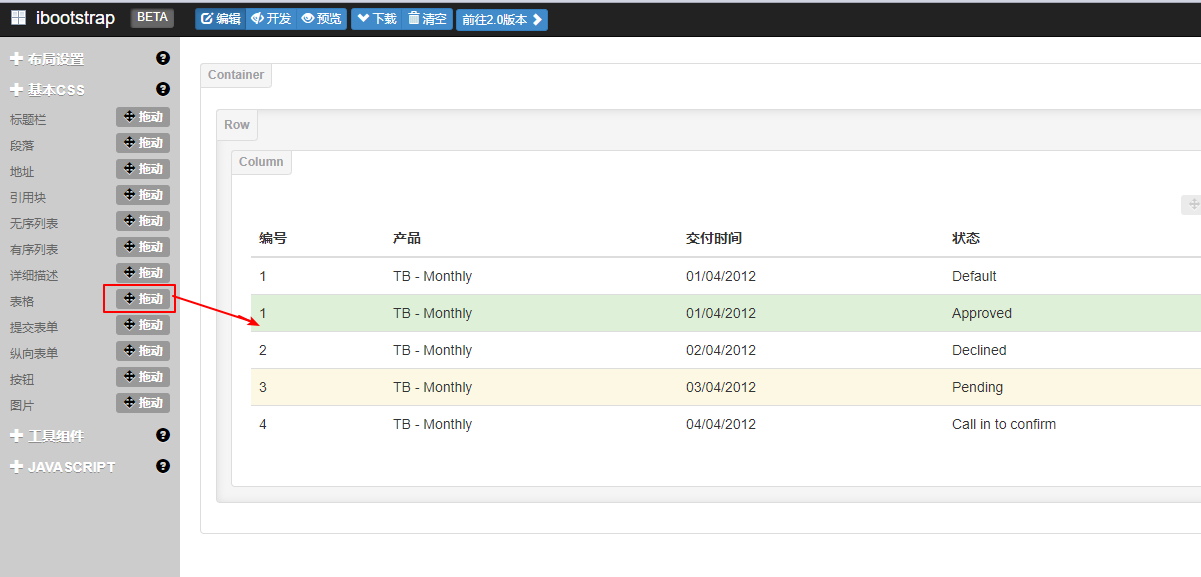 ibootstrap BETA 编辑 开发 预览 下载 清空 前往2.0版本
布局设置
基本CSS
标题栏 拖动
段落 拖动
地址 拖动
引用块 拖动
无序列表 拖动
有序列表 拖动
详细描述 拖动
表格 拖动
提交表单 拖动
纵向表单 拖动
按钮 拖动
图片 拖动
工具组件
JAVASCRIPT
Container
Row
Column
编号 产品 交付时间 状态
1 TB - Monthly 01/04/2012 Default
1 TB - Monthly 01/04/2012 Approved
2 TB - Monthly 02/04/2012 Declined
3 TB - Monthly 03/04/2012 Pending
4 TB - Monthly 04/04/2012 Call in to confirm